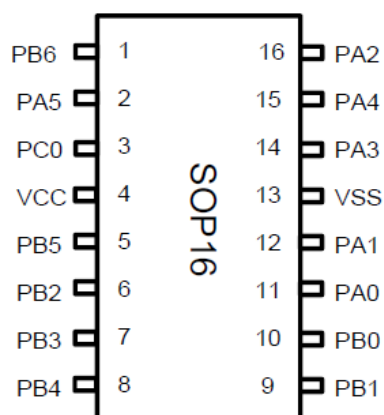 PB6 1 16 PA2
PA5 2 15 PA4
PC0 3 14 PA3
VCC 4 13 VSS
PB5 5 12 PA1
PB2 6 11 PA0
PB3 7 10 PB0
PB4 8 9 PB1
SOP16